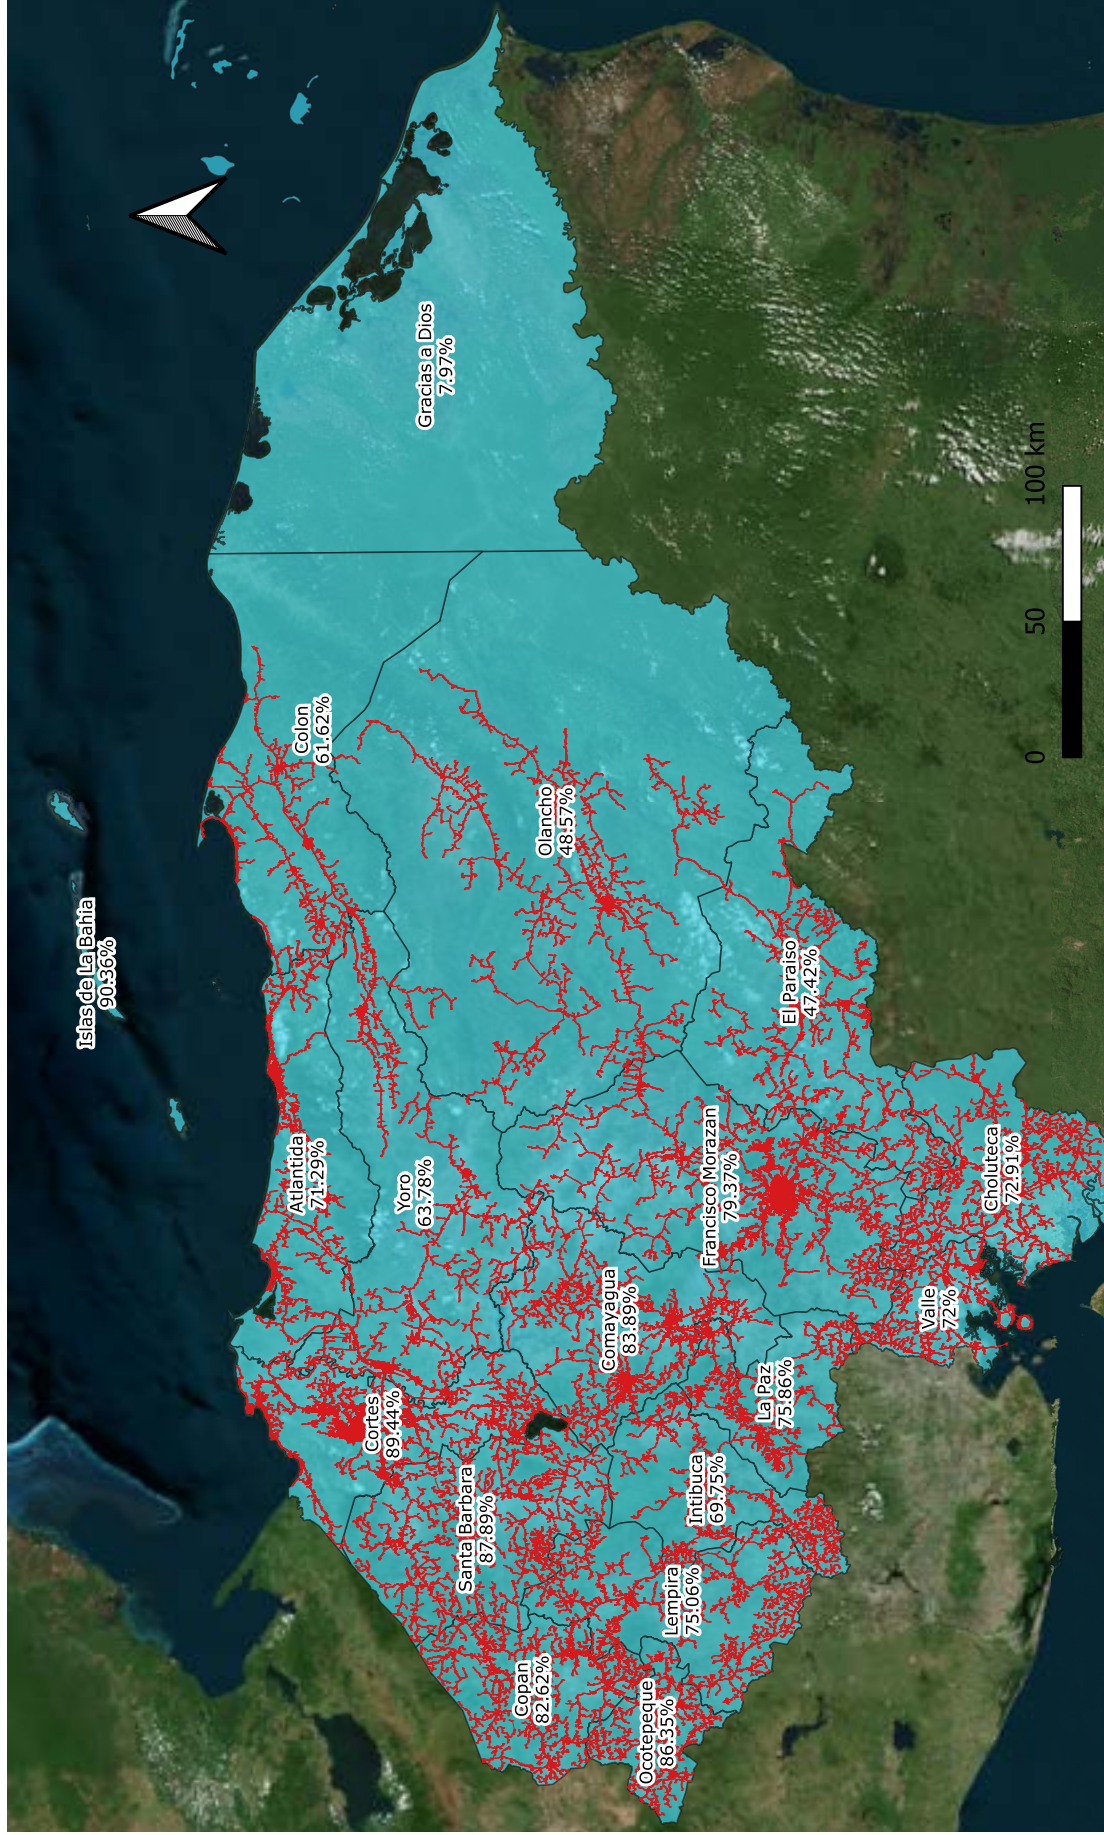 Islas de La Bahia
90.36%
Gracias a Dios
7.97%
Colon
61.62%
Atlantida
71.29%
Yoro
63.78%
Cortes
89.44%
Santa Barbara
87.89%
Copan
82.62%
Olancho
48.57%
Comayagua
83.89%
Ocotepeque
86.35%
Lempira
75.06%
Intibuca
69.75%
Francisco Morazan
79.37%
La Paz
75.86%
El Paraiso
47.42%
Valle
72%
Choluteca
72.91%
0
50
100 km